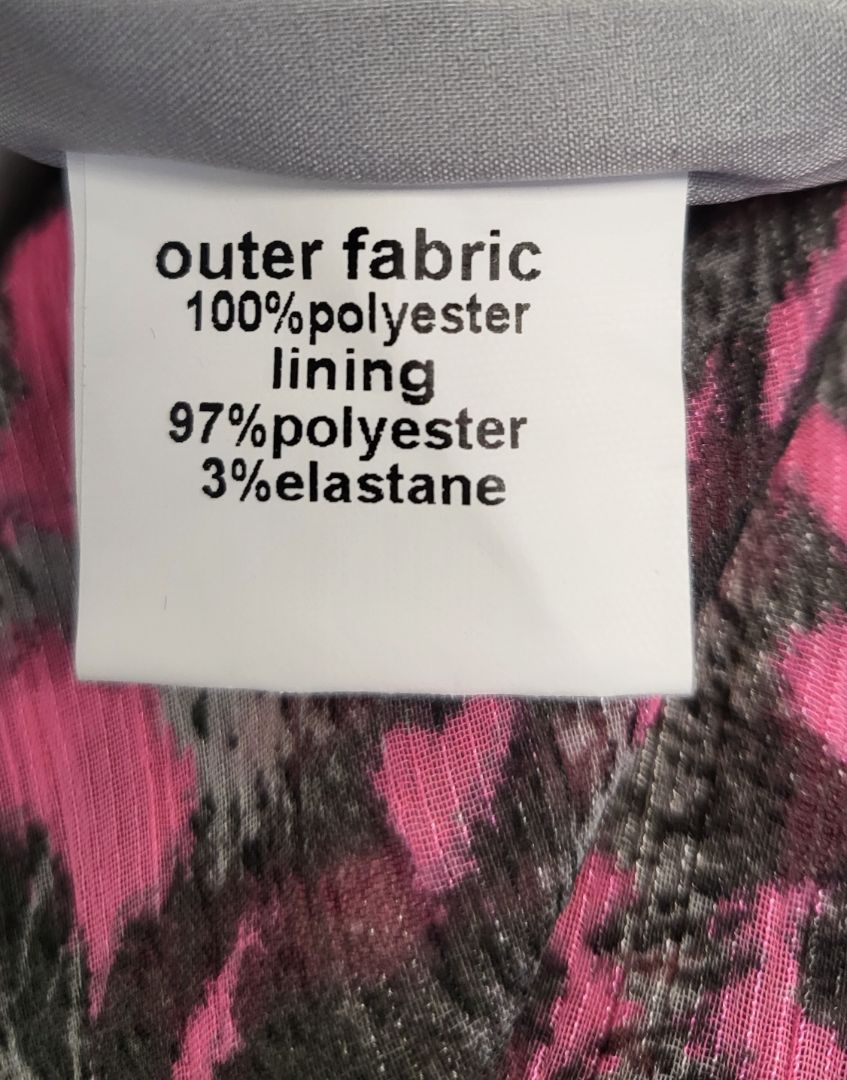 outer fabric
100%polyester
lining
97%polyester
3%elastane